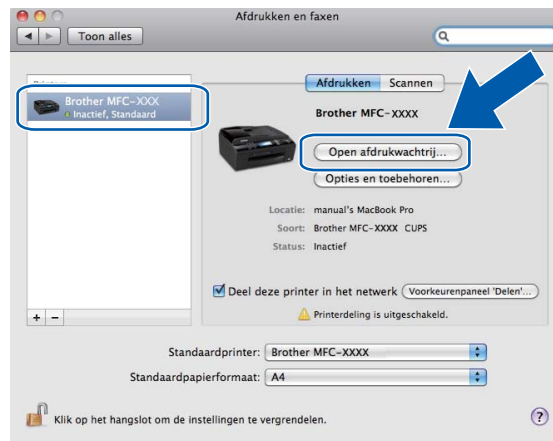 Afdrukken en faxen
Toon alles
Afdrukken Scannen
Brother MFC-XXX
Inactief, Standaard
Brother MFC-XXXX
Open afdrukwachtrij...
Opties en toebehoren...
Locatie: manual's MacBook Pro
Soort: Brother MFC-XXXX CUPS
Status: Inactief
Deel deze printer in het netwerk Voorkeurenpaneel 'Delen'...
Printerdeling is uitgeschakeld.
+ −
Standaardprinter: Brother MFC-XXXX
Standaardpapierformaat: A4
Klik op het hangslot om de instellingen te vergrendelen. ?